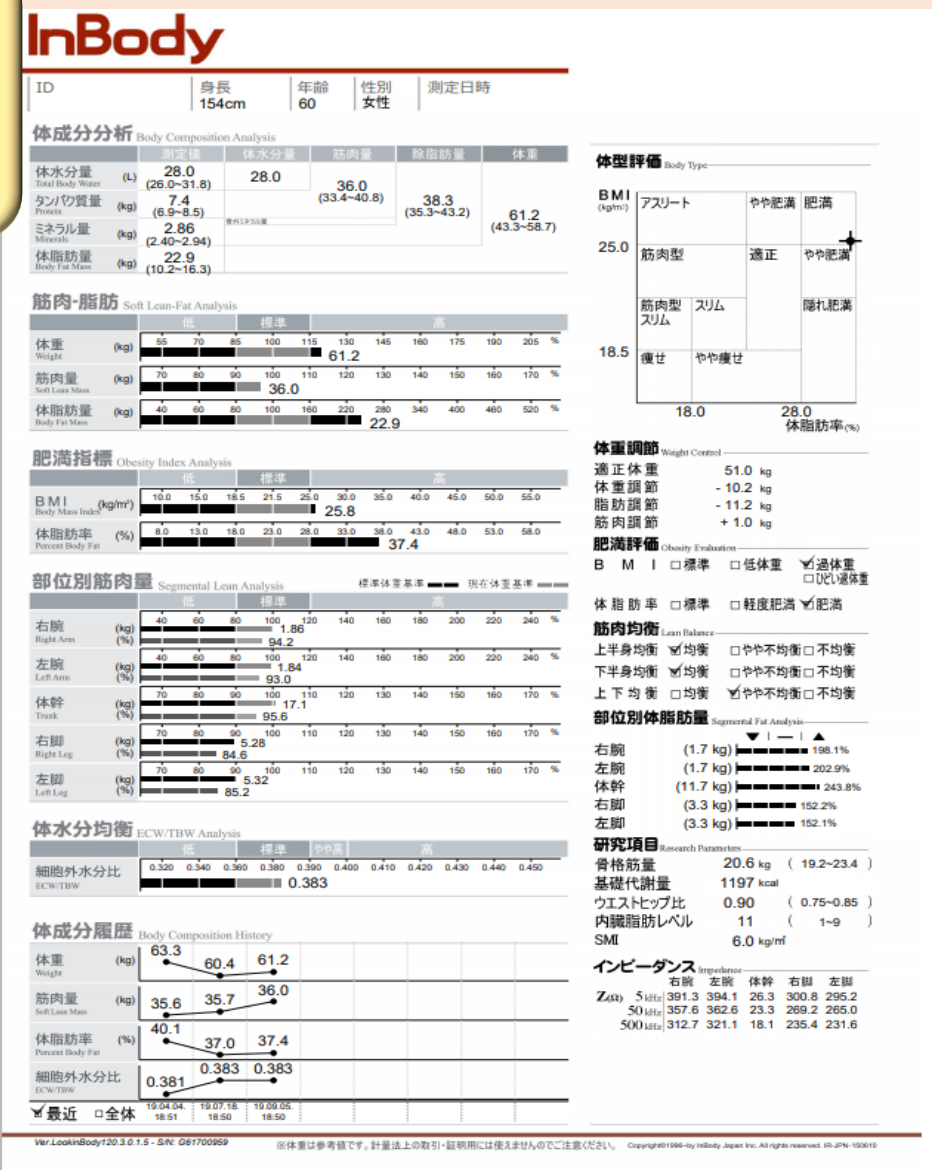 InBody
ID 身長 年齢 性別 測定日時
154cm 60 女性
体成分分析 Body Composition Analysis
測定値 体水分量 筋肉量 除脂肪量 体重
体水分量 Total Body Water (L) 28.0 (26.0~31.8) 28.0
36.0 (33.4~40.8)
38.3 (35.3~43.2)
61.2 (43.3~58.7)
タンパク質量 Protein (kg) 7.4 (6.9~8.5)
ミネラル量 Minerals (kg) 2.86 (2.40~2.94)
骨外ミネラル量
体脂肪量 Body Fat Mass (kg) 22.9 (10.2~16.3)
筋肉-脂肪 Soft Lean-Fat Analysis
低 標準 高
体重 Weight (kg) 55 70 85 100 115 130 145 160 175 190 205 %
61.2
筋肉量 Soft Lean Mass (kg) 70 80 90 100 110 120 130 140 150 160 170 %
36.0
体脂肪量 Body Fat Mass (kg) 40 60 80 100 160 220 280 340 400 460 520 %
22.9
肥満指標 Obesity Index Analysis
低 標準 高
BMI Body Mass Index (kg/m²) 10.0 15.0 18.5 21.5 25.0 30.0 35.0 40.0 45.0 50.0 55.0
25.8
体脂肪率 Percent Body Fat (%) 8.0 13.0 18.0 23.0 28.0 33.0 38.0 43.0 48.0 53.0 58.0
37.4
部位別筋肉量 Segmental Lean Analysis 標準体重基準 現在体重基準
低 標準 高
右腕 Right Arm (kg) (%) 40 60 80 100 120 140 160 180 200 220 240 %
1.86
94.2
左腕 Left Arm (kg) (%) 40 60 80 100 120 140 160 180 200 220 240 %
1.84
93.0
体幹 Trunk (kg) (%) 70 80 90 100 110 120 130 140 150 160 170 %
17.1
95.6
右脚 Right Leg (kg) (%) 70 80 90 100 110 120 130 140 150 160 170 %
5.28
84.6
左脚 Left Leg (kg) (%) 70 80 90 100 110 120 130 140 150 160 170 %
5.32
85.2
体水分均衡 ECW/TBW Analysis
低 標準 やや高 高
細胞外水分比 ECW/TBW 0.320 0.340 0.360 0.380 0.390 0.400 0.410 0.420 0.430 0.440 0.450
0.383
体成分履歴 Body Composition History
体重 Weight (kg) 63.3 60.4 61.2
筋肉量 Soft Lean Mass (kg) 35.6 35.7 36.0
体脂肪率 Percent Body Fat (%) 40.1 37.0 37.4
細胞外水分比 ECW/TBW 0.381 0.383 0.383
☑最近 □全体 19.04.04. 18:51 19.07.18. 18:50 19.09.05. 18:50
体型評価 Body Type
BMI (kg/m²)
アスリート やや肥満 肥満
25.0
筋肉型 適正 やや肥満
筋肉型スリム スリム 隠れ肥満
18.5
痩せ やや痩せ
18.0 28.0
体脂肪率(%)
体重調節 Weight Control
適正体重 51.0 kg
体重調節 - 10.2 kg
脂肪調節 - 11.2 kg
筋肉調節 + 1.0 kg
肥満評価 Obesity Evaluation
BMI □標準 □低体重 ☑過体重
□ひどい過体重
体脂肪率 □標準 □軽度肥満 ☑肥満
筋肉均衡 Lean Balance
上半身均衡 ☑均衡 □やや不均衡 □不均衡
下半身均衡 ☑均衡 □やや不均衡 □不均衡
上下均衡 □均衡 ☑やや不均衡 □不均衡
部位別体脂肪量 Segmental Fat Analysis
▼ | — | ▲
右腕 (1.7 kg) 198.1%
左腕 (1.7 kg) 202.9%
体幹 (11.7 kg) 243.8%
右脚 (3.3 kg) 152.2%
左脚 (3.3 kg) 152.1%
研究項目 Research Parameters
骨格筋量 20.6 kg ( 19.2~23.4 )
基礎代謝量 1197 kcal
ウエストヒップ比 0.90 ( 0.75~0.85 )
内臓脂肪レベル 11 ( 1~9 )
SMI 6.0 kg/㎡
インピーダンス Impedance
右腕 左腕 体幹 右脚 左脚
Z(Ω) 5 kHz 391.3 394.1 26.3 300.8 295.2
50 kHz 357.6 362.6 23.3 269.2 265.0
500 kHz 312.7 321.1 18.1 235.4 231.6
Ver.LookinBody120.3.0.1.5 - S/N: G61700959
※体重は参考値です。計量法上の取引・証明用には使えませんのでご注意ください。
Copyright©1996~by InBody Japan Inc. All rights reserved. IR-JPN-150610